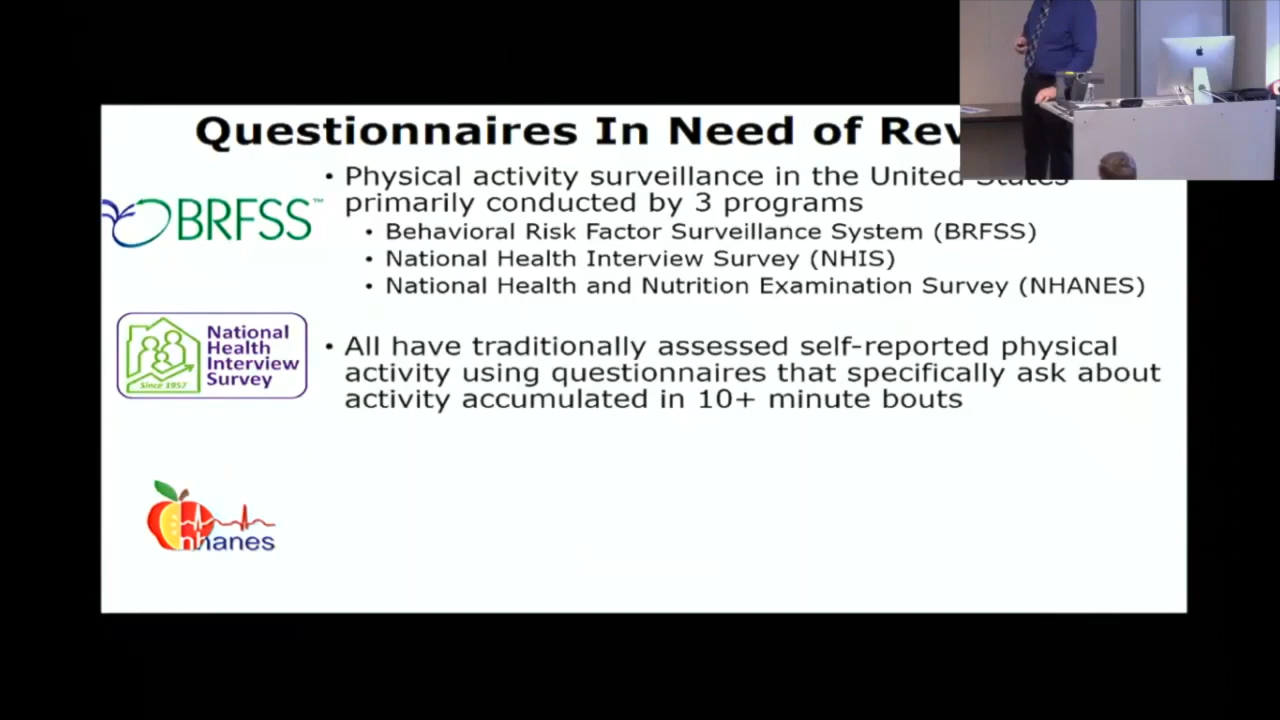 Questionnaires In Need of
• Physical activity surveillance in the United States
primarily conducted by 3 programs
• Behavioral Risk Factor Surveillance System (BRFSS)
• National Health Interview Survey (NHIS)
• National Health and Nutrition Examination Survey (NHANES)
• All have traditionally assessed self-reported physical
activity using questionnaires that specifically ask about
activity accumulated in 10+ minute bouts
BRFSS™
National
Health
Interview
Survey
Since 1957
nhanes